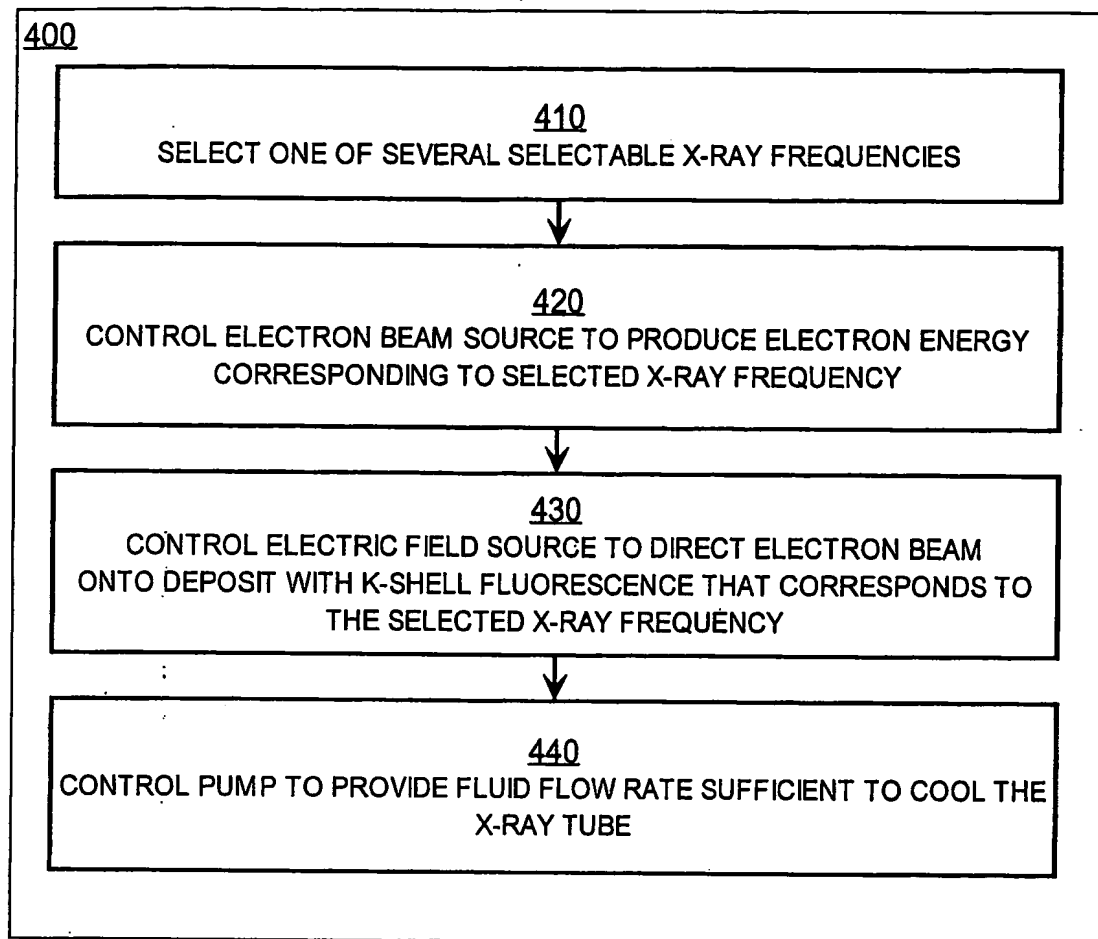 400
410
SELECT ONE OF SEVERAL SELECTABLE X-RAY FREQUENCIES
420
CONTROL ELECTRON BEAM SOURCE TO PRODUCE ELECTRON ENERGY
CORRESPONDING TO SELECTED X-RAY FREQUENCY
430
CONTROL ELECTRIC FIELD SOURCE TO DIRECT ELECTRON BEAM
ONTO DEPOSIT WITH K-SHELL FLUORESCENCE THAT CORRESPONDS TO
THE SELECTED X-RAY FREQUENCY
440
CONTROL PUMP TO PROVIDE FLUID FLOW RATE SUFFICIENT TO COOL THE
X-RAY TUBE